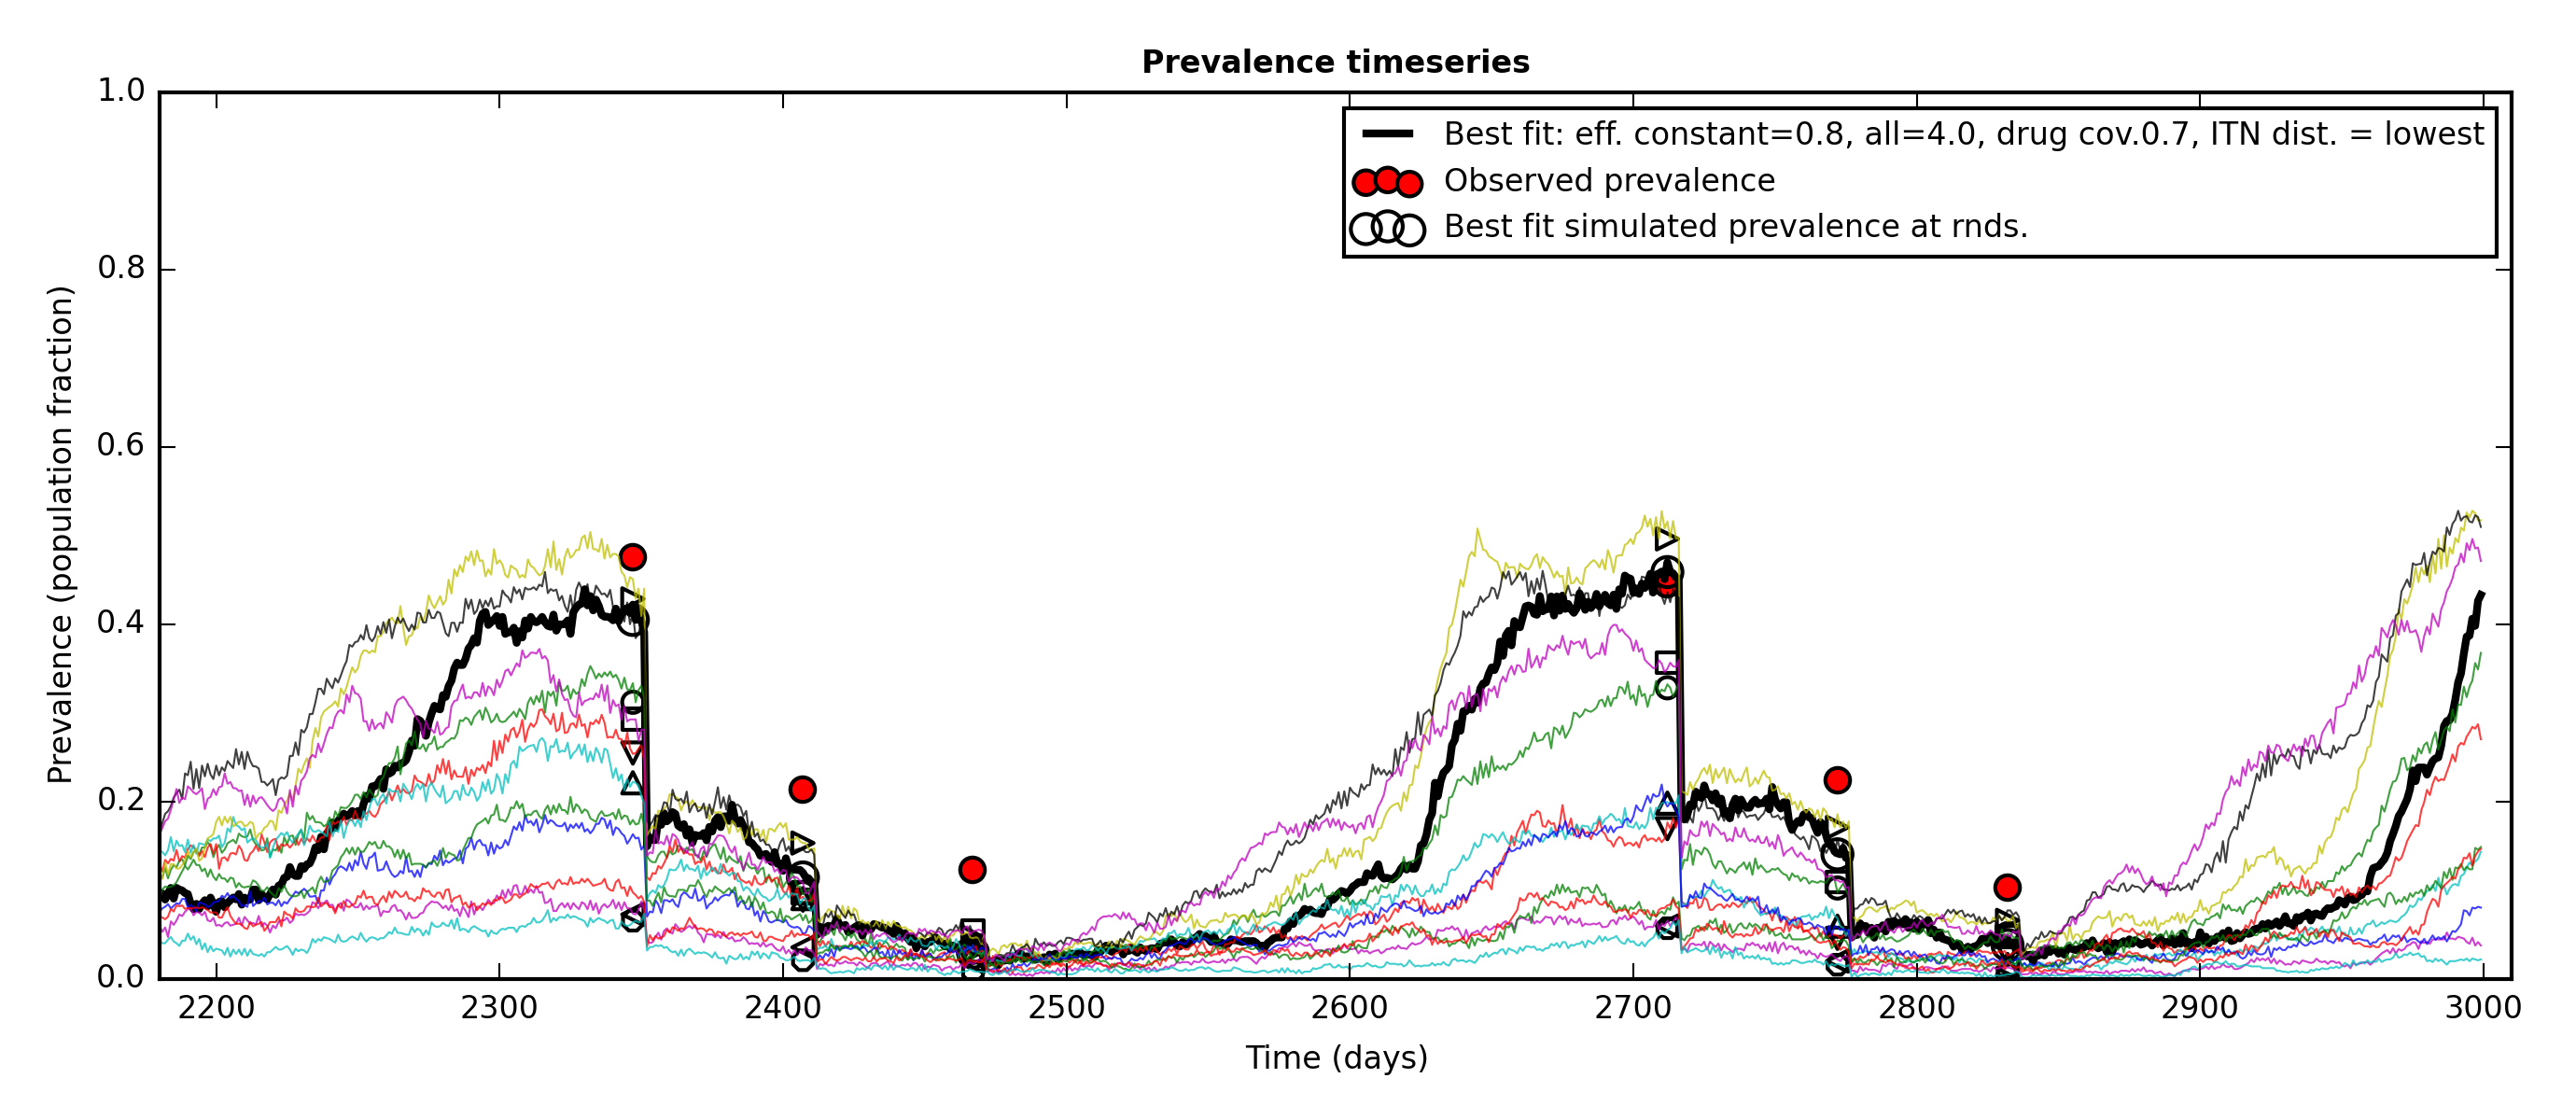 Prevalence timeseries
Prevalence (population fraction)
1.0
0.8
0.6
0.4
0.2
0.0
Best fit: eff. constant=0.8, all=4.0, drug cov.0.7, ITN dist. = lowest
Observed prevalence
Best fit simulated prevalence at rnds.
2200 2300 2400 2500 2600 2700 2800 2900 3000
Time (days)